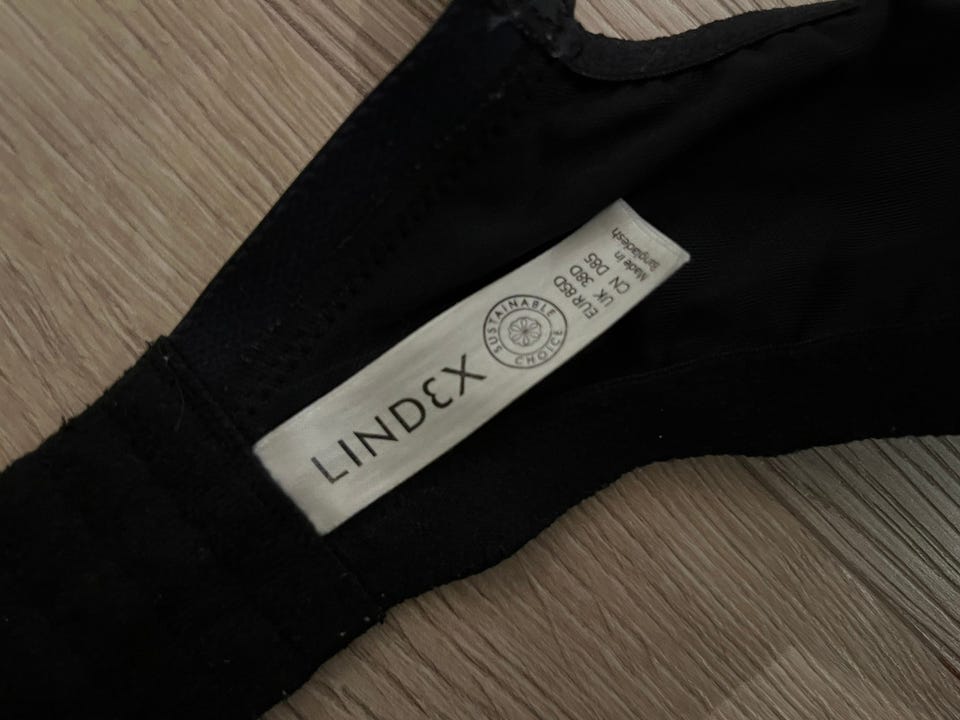 LINDEX
SUSTAINABLE
CHOICE
EUR 85D
UK 38D
CN D85
Made in
Bangladesh